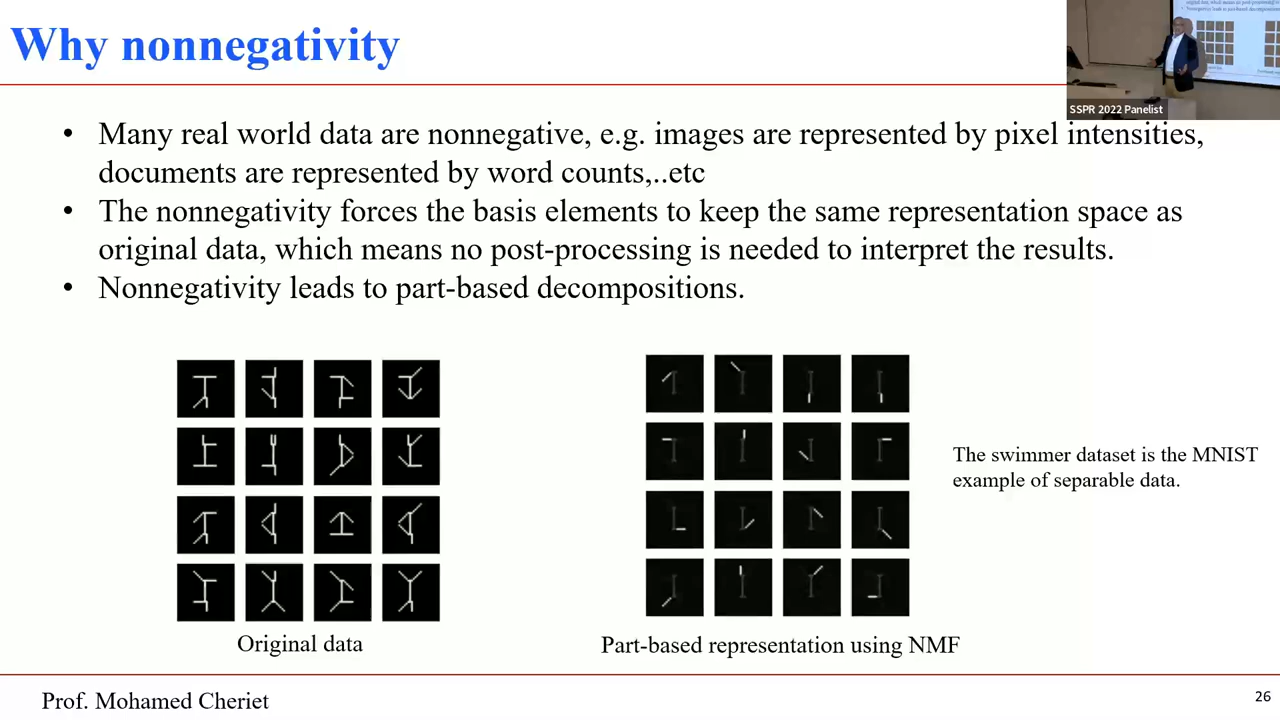 Why nonnegativity
SSPR 2022 Panelist
• Many real world data are nonnegative, e.g. images are represented by pixel intensities,
documents are represented by word counts,..etc
• The nonnegativity forces the basis elements to keep the same representation space as
original data, which means no post-processing is needed to interpret the results.
• Nonnegativity leads to part-based decompositions.
The swimmer dataset is the MNIST
example of separable data.
Original data
Part-based representation using NMF
Prof. Mohamed Cheriet
26